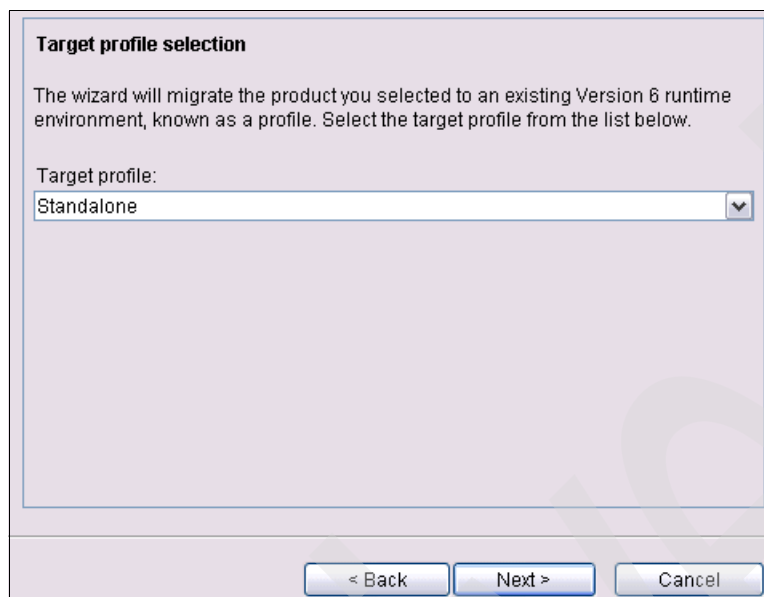 Target profile selection
The wizard will migrate the product you selected to an existing Version 6 runtime
environment, known as a profile. Select the target profile from the list below.
Target profile:
Standalone
< Back
Next >
Cancel